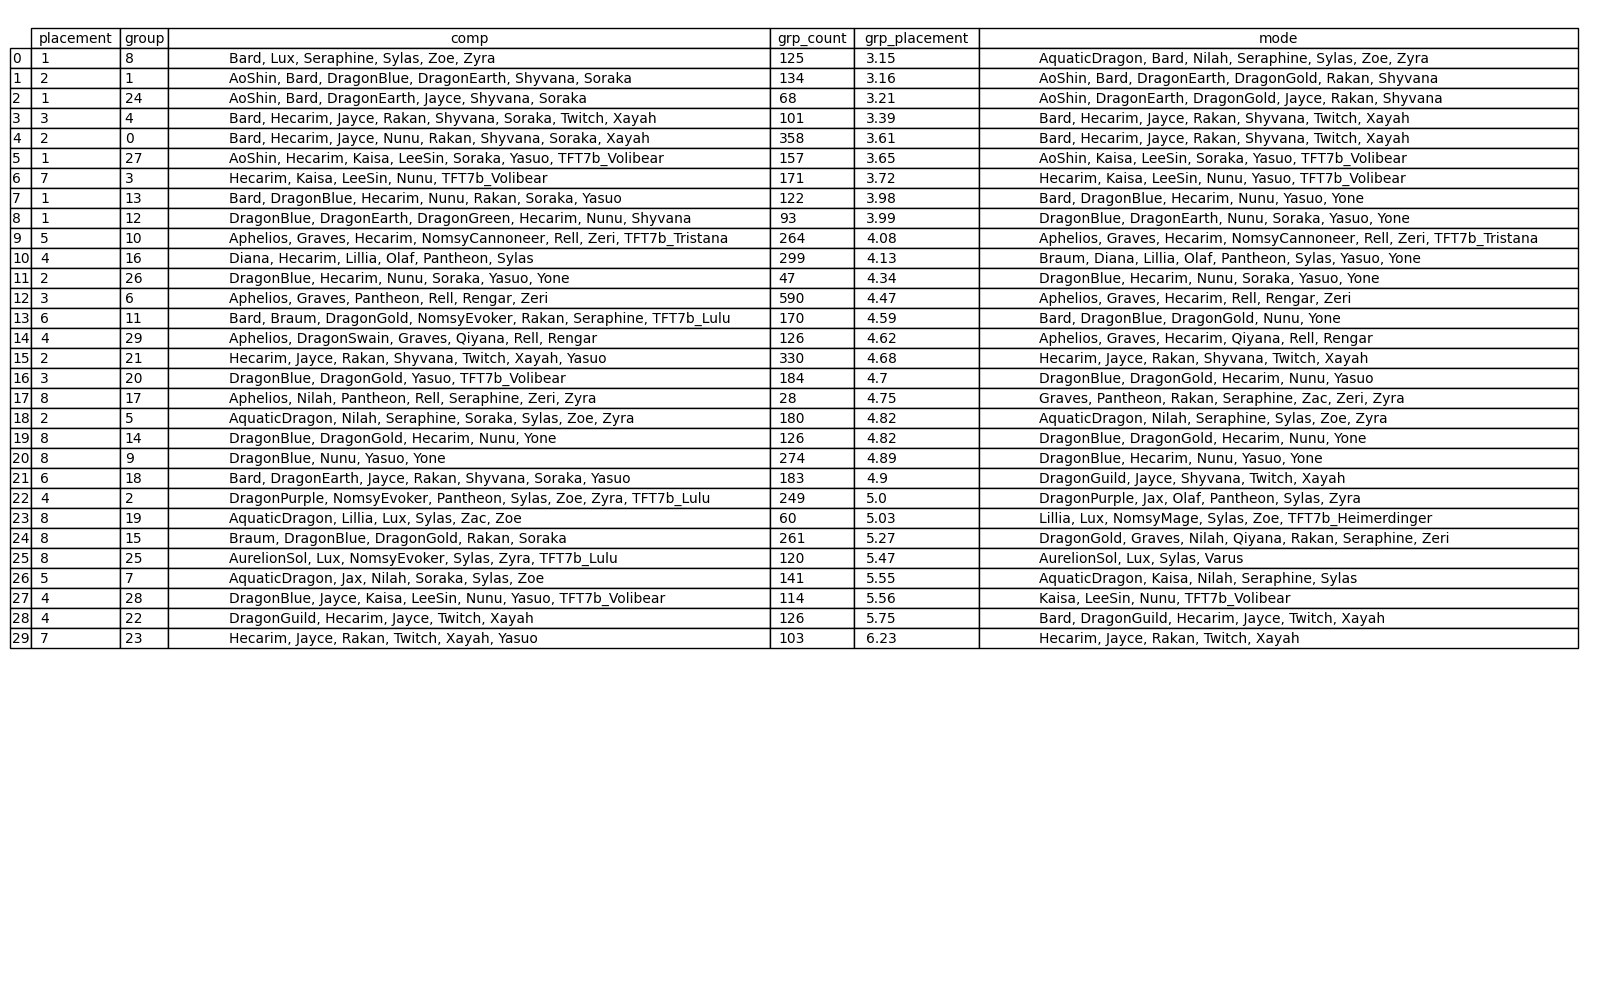 placement group comp grp_count grp_placement mode
0 1 8 Bard, Lux, Seraphine, Sylas, Zoe, Zyra 125 3.15 AquaticDragon, Bard, Nilah, Seraphine, Sylas, Zoe, Zyra
1 2 1 AoShin, Bard, DragonBlue, DragonEarth, Shyvana, Soraka 134 3.16 AoShin, Bard, DragonEarth, DragonGold, Rakan, Shyvana
2 1 24 AoShin, Bard, DragonEarth, Jayce, Shyvana, Soraka 68 3.21 AoShin, DragonEarth, DragonGold, Jayce, Rakan, Shyvana
3 3 4 Bard, Hecarim, Jayce, Rakan, Shyvana, Soraka, Twitch, Xayah 101 3.39 Bard, Hecarim, Jayce, Rakan, Shyvana, Twitch, Xayah
4 2 0 Bard, Hecarim, Jayce, Nunu, Rakan, Shyvana, Soraka, Xayah 358 3.61 Bard, Hecarim, Jayce, Rakan, Shyvana, Twitch, Xayah
5 1 27 AoShin, Hecarim, Kaisa, LeeSin, Soraka, Yasuo, TFT7b_Volibear 157 3.65 AoShin, Kaisa, LeeSin, Soraka, Yasuo, TFT7b_Volibear
6 7 3 Hecarim, Kaisa, LeeSin, Nunu, TFT7b_Volibear 171 3.72 Hecarim, Kaisa, LeeSin, Nunu, Yasuo, TFT7b_Volibear
7 1 13 Bard, DragonBlue, Hecarim, Nunu, Rakan, Soraka, Yasuo 122 3.98 Bard, DragonBlue, Hecarim, Nunu, Yasuo, Yone
8 1 12 DragonBlue, DragonEarth, DragonGreen, Hecarim, Nunu, Shyvana 93 3.99 DragonBlue, DragonEarth, Nunu, Soraka, Yasuo, Yone
9 5 10 Aphelios, Graves, Hecarim, NomsyCannoneer, Rell, Zeri, TFT7b_Tristana 264 4.08 Aphelios, Graves, Hecarim, NomsyCannoneer, Rell, Zeri, TFT7b_Tristana
10 4 16 Diana, Hecarim, Lillia, Olaf, Pantheon, Sylas 299 4.13 Braum, Diana, Lillia, Olaf, Pantheon, Sylas, Yasuo, Yone
11 2 26 DragonBlue, Hecarim, Nunu, Soraka, Yasuo, Yone 47 4.34 DragonBlue, Hecarim, Nunu, Soraka, Yasuo, Yone
12 3 6 Aphelios, Graves, Pantheon, Rell, Rengar, Zeri 590 4.47 Aphelios, Graves, Hecarim, Rell, Rengar, Zeri
13 6 11 Bard, Braum, DragonGold, NomsyEvoker, Rakan, Seraphine, TFT7b_Lulu 170 4.59 Bard, DragonBlue, DragonGold, Nunu, Yone
14 4 29 Aphelios, DragonSwain, Graves, Qiyana, Rell, Rengar 126 4.62 Aphelios, Graves, Hecarim, Qiyana, Rell, Rengar
15 2 21 Hecarim, Jayce, Rakan, Shyvana, Twitch, Xayah, Yasuo 330 4.68 Hecarim, Jayce, Rakan, Shyvana, Twitch, Xayah
16 3 20 DragonBlue, DragonGold, Yasuo, TFT7b_Volibear 184 4.7 DragonBlue, DragonGold, Hecarim, Nunu, Yasuo
17 8 17 Aphelios, Nilah, Pantheon, Rell, Seraphine, Zeri, Zyra 28 4.75 Graves, Pantheon, Rakan, Seraphine, Zac, Zeri, Zyra
18 2 5 AquaticDragon, Nilah, Seraphine, Soraka, Sylas, Zoe, Zyra 180 4.82 AquaticDragon, Nilah, Seraphine, Sylas, Zoe, Zyra
19 8 14 DragonBlue, DragonGold, Hecarim, Nunu, Yone 126 4.82 DragonBlue, DragonGold, Hecarim, Nunu, Yone
20 8 9 DragonBlue, Nunu, Yasuo, Yone 274 4.89 DragonBlue, Hecarim, Nunu, Yasuo, Yone
21 6 18 Bard, DragonEarth, Jayce, Rakan, Shyvana, Soraka, Yasuo 183 4.9 DragonGuild, Jayce, Shyvana, Twitch, Xayah
22 4 2 DragonPurple, NomsyEvoker, Pantheon, Sylas, Zoe, Zyra, TFT7b_Lulu 249 5.0 DragonPurple, Jax, Olaf, Pantheon, Sylas, Zyra
23 8 19 AquaticDragon, Lillia, Lux, Sylas, Zac, Zoe 60 5.03 Lillia, Lux, NomsyMage, Sylas, Zoe, TFT7b_Heimerdinger
24 8 15 Braum, DragonBlue, DragonGold, Rakan, Soraka 261 5.27 DragonGold, Graves, Nilah, Qiyana, Rakan, Seraphine, Zeri
25 8 25 AurelionSol, Lux, NomsyEvoker, Sylas, Zyra, TFT7b_Lulu 120 5.47 AurelionSol, Lux, Sylas, Varus
26 5 7 AquaticDragon, Jax, Nilah, Soraka, Sylas, Zoe 141 5.55 AquaticDragon, Kaisa, Nilah, Seraphine, Sylas
27 4 28 DragonBlue, Jayce, Kaisa, LeeSin, Nunu, Yasuo, TFT7b_Volibear 114 5.56 Kaisa, LeeSin, Nunu, TFT7b_Volibear
28 4 22 DragonGuild, Hecarim, Jayce, Twitch, Xayah 126 5.75 Bard, DragonGuild, Hecarim, Jayce, Twitch, Xayah
29 7 23 Hecarim, Jayce, Rakan, Twitch, Xayah, Yasuo 103 6.23 Hecarim, Jayce, Rakan, Twitch, Xayah